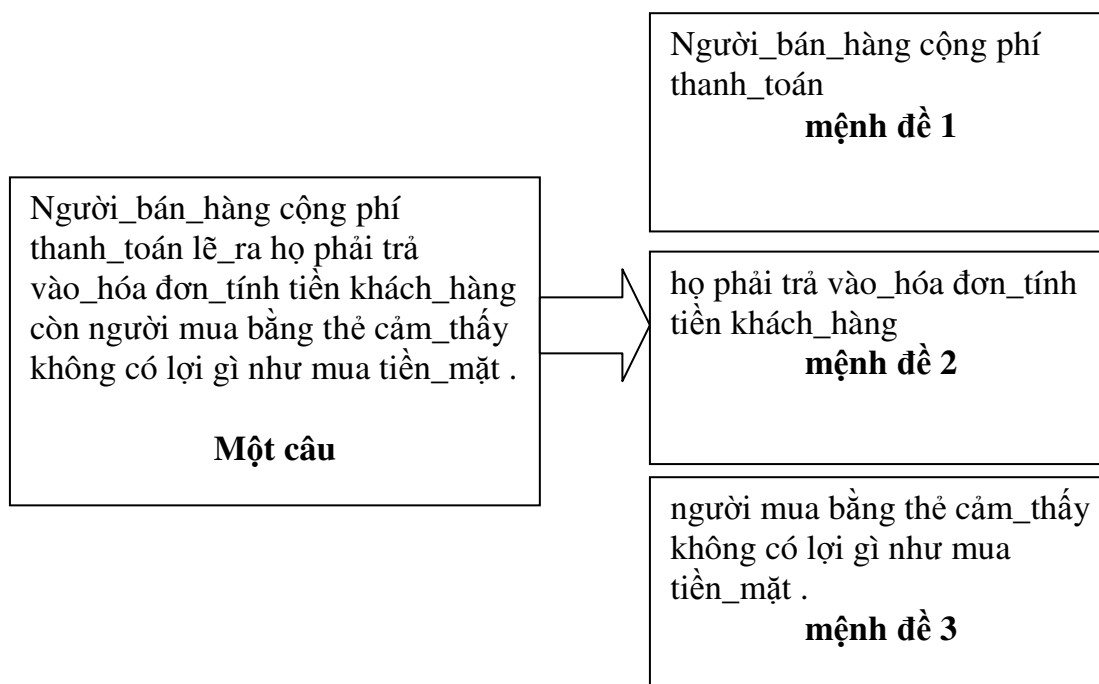 Người_bán_hàng cộng phí
thanh_toán lẽ_ra họ phải trả
vào_hóa đơn_tính tiền khách_hàng
còn người mua bằng thẻ cảm_thấy
không có lợi gì như mua tiền_mặt .
Một câu
Người_bán_hàng cộng phí
thanh_toán
mệnh đề 1
họ phải trả vào_hóa đơn_tính
tiền khách_hàng
mệnh đề 2
người mua bằng thẻ cảm_thấy
không có lợi gì như mua
tiền_mặt .
mệnh đề 3